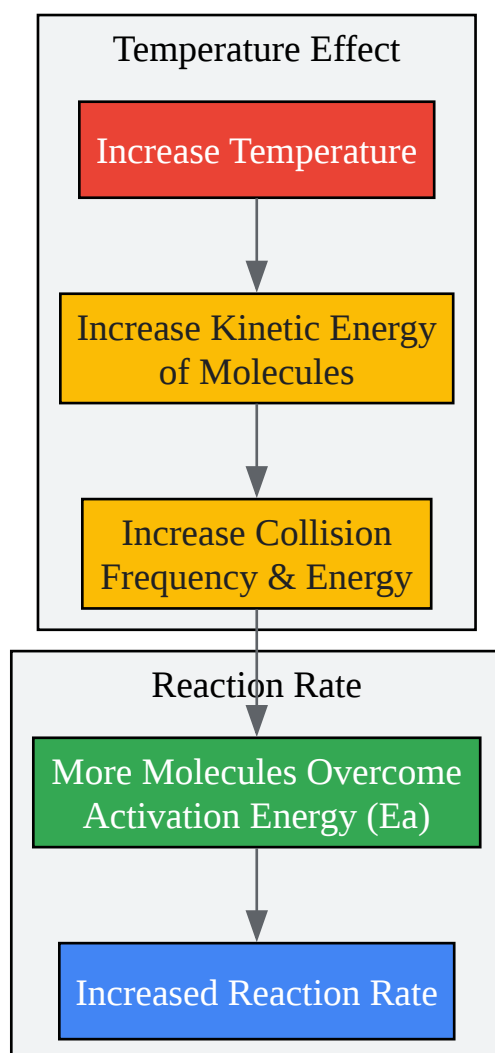 Temperature Effect
Increase Temperature
Increase Kinetic Energy
of Molecules
Increase Collision
Frequency & Energy
Reaction Rate
More Molecules Overcome
Activation Energy (Ea)
Increased Reaction Rate